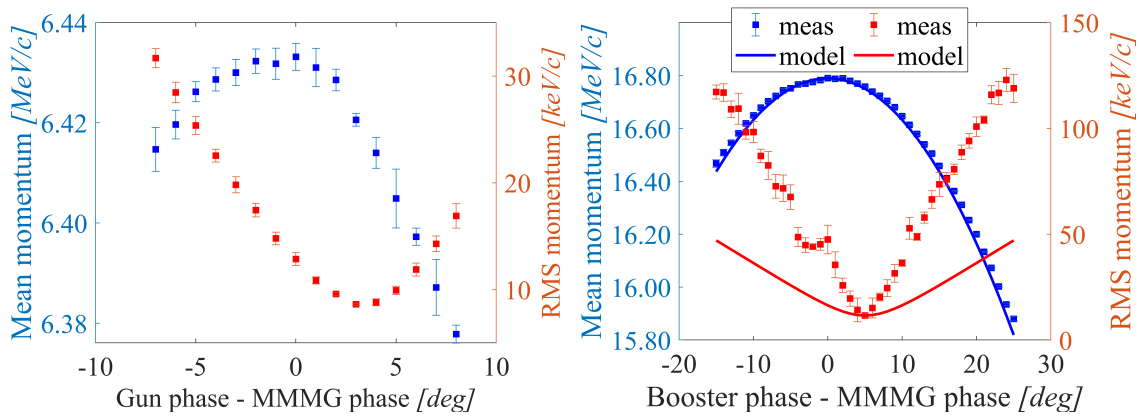 6.44
6.42
6.40
6.38
Mean momentum [MeV/c]
30
20
10
RMS momentum [keV/c]
-10
-5
0
5
10
Gun phase - MMMG phase [deg]
meas
meas
model
model
16.80
16.60
16.40
16.20
16.00
15.80
Mean momentum [MeV/c]
150
100
50
0
RMS momentum [keV/c]
-20
-10
0
10
20
30
Booster phase - MMMG phase [deg]